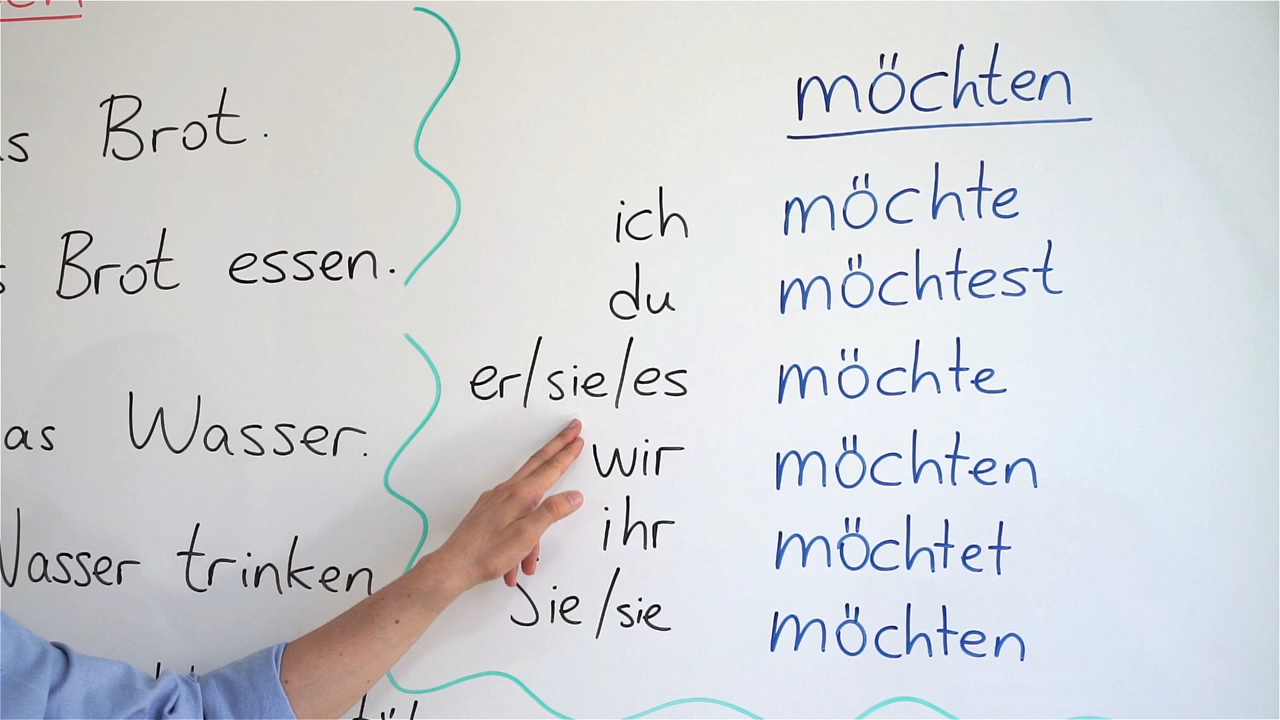 Brot.
Brot essen.
as Wasser.
Wasser trinken
möchten
ich möchte
du möchtest
er/sie/es möchte
wir möchten
ihr möchtet
Sie/sie möchten